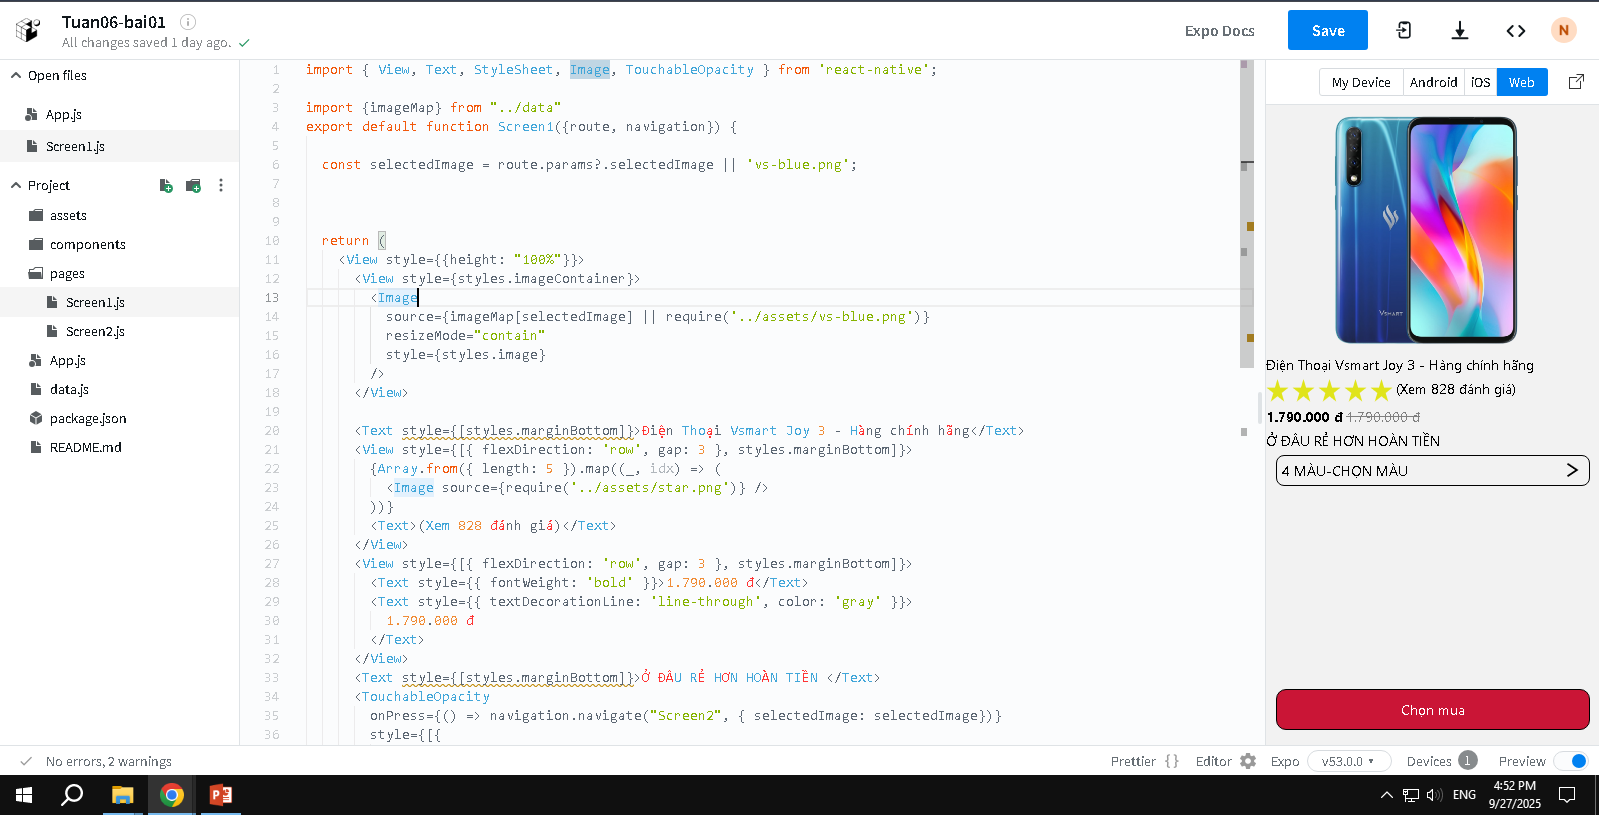 Tuan06-bai01
All changes saved 1 day ago.
Expo Docs
Save
N
Open files
App.js
Screen1.js
Project
assets
components
pages
Screen1.js
Screen2.js
App.js
data.js
package.json
README.md
1 import { View, Text, StyleSheet, Image, TouchableOpacity } from 'react-native';
2
3 import {imageMap} from "../data"
4 export default function Screen1({route, navigation}) {
5
6 const selectedImage = route.params?.selectedImage || 'vs-blue.png';
7
8
9
10 return (
11 <View style={{height: "100%"}}>
12 <View style={styles.imageContainer}>
13 <Image
14 source={imageMap[selectedImage] || require('../assets/vs-blue.png')}
15 resizeMode="contain"
16 style={styles.image}
17 />
18 </View>
19
20 <Text style={[styles.marginBottom]}>Điện Thoại Vsmart Joy 3 - Hàng chính hãng</Text>
21 <View style={[{ flexDirection: 'row', gap: 3 }, styles.marginBottom]}>
22 {Array.from({ length: 5 }).map((_, idx) => (
23 <Image source={require('../assets/star.png')} />
24 ))}
25 <Text>(Xem 828 đánh giá)</Text>
26 </View>
27 <View style={[{ flexDirection: 'row', gap: 3 }, styles.marginBottom]}>
28 <Text style={{ fontWeight: 'bold' }}>1.790.000 đ</Text>
29 <Text style={{ textDecorationLine: 'line-through', color: 'gray' }}>
30 1.790.000 đ
31 </Text>
32 </View>
33 <Text style={[styles.marginBottom]}>Ở ĐÂU RẺ HƠN HOÀN TIỀN </Text>
34 <TouchableOpacity
35 onPress={() => navigation.navigate("Screen2", { selectedImage: selectedImage})}
36 style={[{
My Device
Android
iOS
Web
VSMART
Điện Thoại Vsmart Joy 3 - Hàng chính hãng
(Xem 828 đánh giá)
1.790.000 đ 1.790.000 đ
Ở ĐÂU RẺ HƠN HOÀN TIỀN
4 MÀU-CHỌN MÀU
Chọn mua
No errors, 2 warnings
Prettier {}
Editor
Expo
v53.0.0
Devices 1
Preview
ENG
4:52 PM
9/27/2025